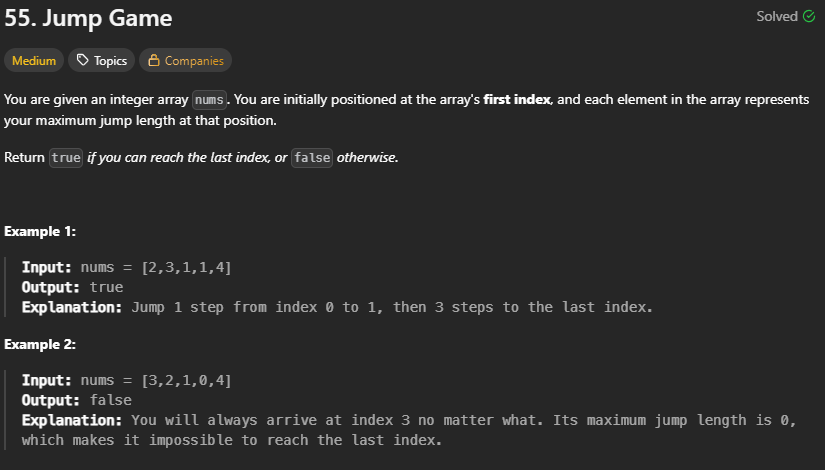 55. Jump Game
Solved
Medium Topics Companies
You are given an integer array nums. You are initially positioned at the array's first index, and each element in the array represents
your maximum jump length at that position.
Return true if you can reach the last index, or false otherwise.
Example 1:
Input: nums = [2,3,1,1,4]
Output: true
Explanation: Jump 1 step from index 0 to 1, then 3 steps to the last index.
Example 2:
Input: nums = [3,2,1,0,4]
Output: false
Explanation: You will always arrive at index 3 no matter what. Its maximum jump length is 0,
which makes it impossible to reach the last index.